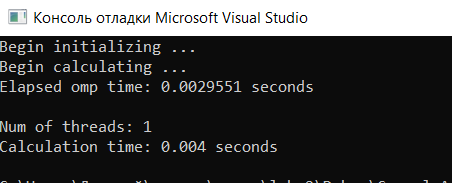 Консоль отладки Microsoft Visual Studio
Begin initializing ...
Begin calculating ...
Elapsed omp time: 0.0029551 seconds
Num of threads: 1
Calculation time: 0.004 seconds